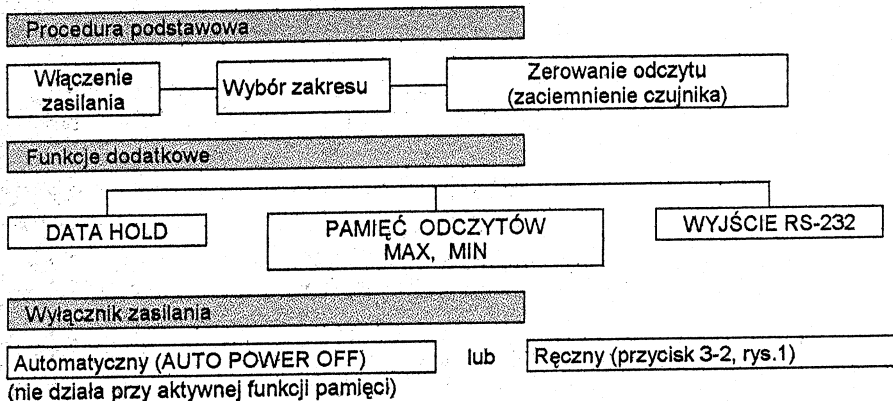 Procedura podstawowa
Włączenie
zasilania
Wybór zakresu
Zerowanie odczytu
(zaciemnienie czujnika)
Funkcje dodatkowe
DATA HOLD
PAMIĘĆ ODCZYTÓW
MAX, MIN
WYJŚCIE RS-232
Wyłącznik zasilania
Automatyczny (AUTO POWER OFF)
lub
Ręczny (przycisk 3-2, rys.1)
(nie działa przy aktywnej funkcji pamięci)